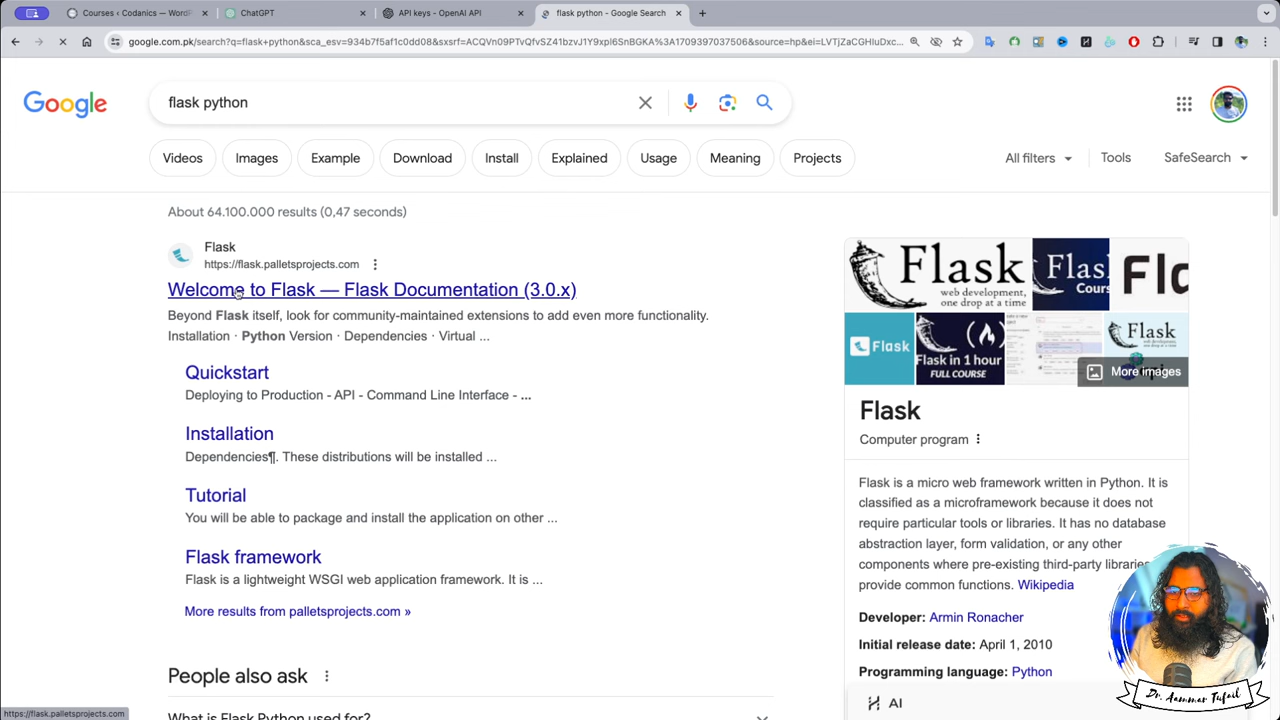 Courses ‹ Codanics — WordP
ChatGPT
API keys - OpenAI API
flask python - Google Search
google.com.pk/search?q=flask+python&sca_esv=934b7f5af1c0dd08&sxsrf=ACQVn09PTvQfvSZ41bzvJ1Y9xpl6SnBGKA%3A1709397037506&source=hp&ei=LVTjZaCGHIuDxc...
Google
flask python
Videos
Images
Example
Download
Install
Explained
Usage
Meaning
Projects
All filters
Tools
SafeSearch
About 64.100.000 results (0,47 seconds)
Flask
https://flask.palletsprojects.com
Welcome to Flask — Flask Documentation (3.0.x)
Beyond Flask itself, look for community-maintained extensions to add even more functionality.
Installation · Python Version · Dependencies · Virtual ...
Quickstart
Deploying to Production - API - Command Line Interface - ...
Installation
Dependencies¶. These distributions will be installed ...
Tutorial
You will be able to package and install the application on other ...
Flask framework
Flask is a lightweight WSGI web application framework. It is ...
More results from palletsprojects.com »
People also ask
What is Flask Python used for?
https://flask.palletsprojects.com
Flask
web development,
one drop at a time
Flas
Cours
Flask
Flask in 1 hour
FULL COURSE
Flask
More images
Flask
Computer program
Flask is a micro web framework written in Python. It is
classified as a microframework because it does not
require particular tools or libraries. It has no database
abstraction layer, form validation, or any other
components where pre-existing third-party libraries
provide common functions. Wikipedia
Developer: Armin Ronacher
Initial release date: April 1, 2010
Programming language: Python
AI
Dr. Aammar Tufail